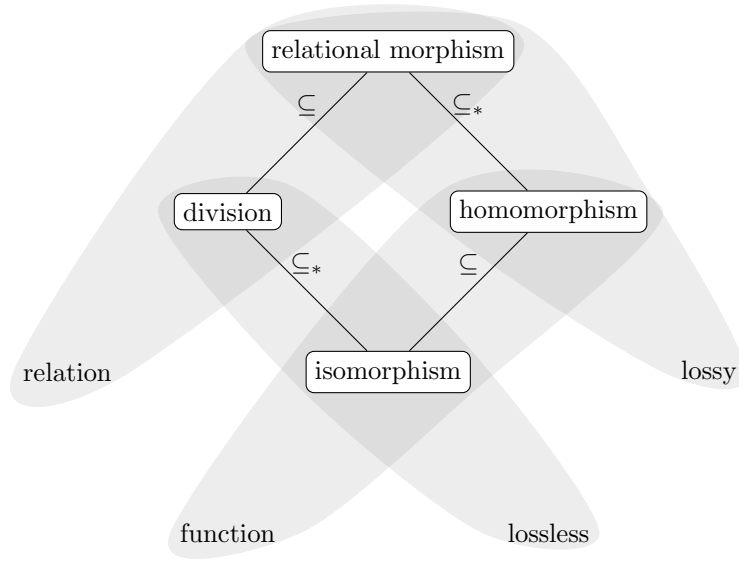 relational morphism
⊆
⊆*
division
homomorphism
⊆*
⊆
relation
isomorphism
lossy
function
lossless